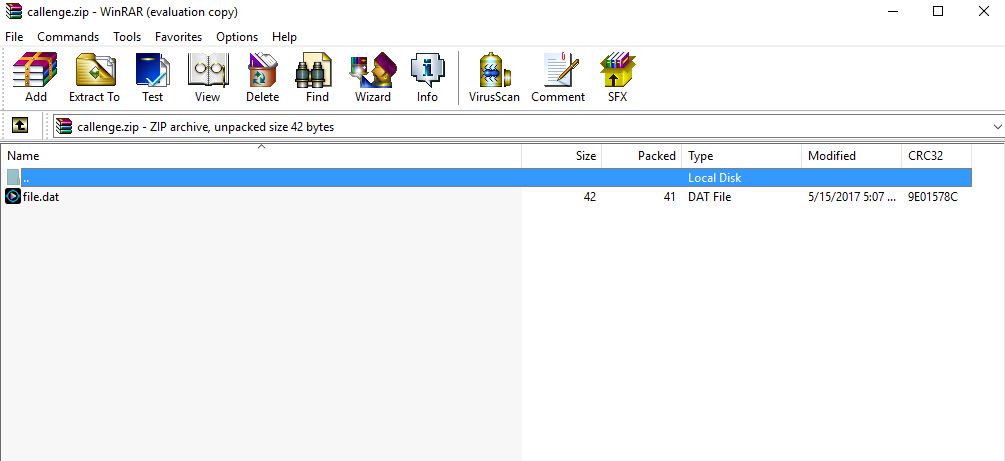 callenge.zip - WinRAR (evaluation copy)
File Commands Tools Favorites Options Help
Add Extract To Test View Delete Find Wizard Info VirusScan Comment SFX
callenge.zip - ZIP archive, unpacked size 42 bytes
Name Size Packed Type Modified CRC32
.. Local Disk
file.dat 42 41 DAT File 5/15/2017 5:07 ... 9E01578C